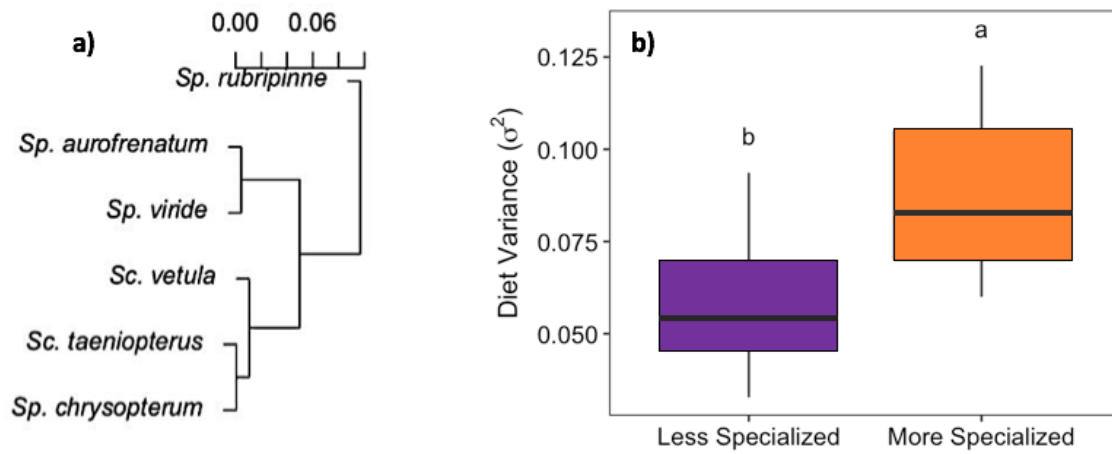 a)
0.00 0.06
Sp. rubripinne
Sp. aurofrenatum
Sp. viride
Sc. vetula
Sc. taeniopterus
Sp. chrysopterum
b)
Diet Variance (σ²)
0.125
0.100
0.075
0.050
b
a
Less Specialized
More Specialized